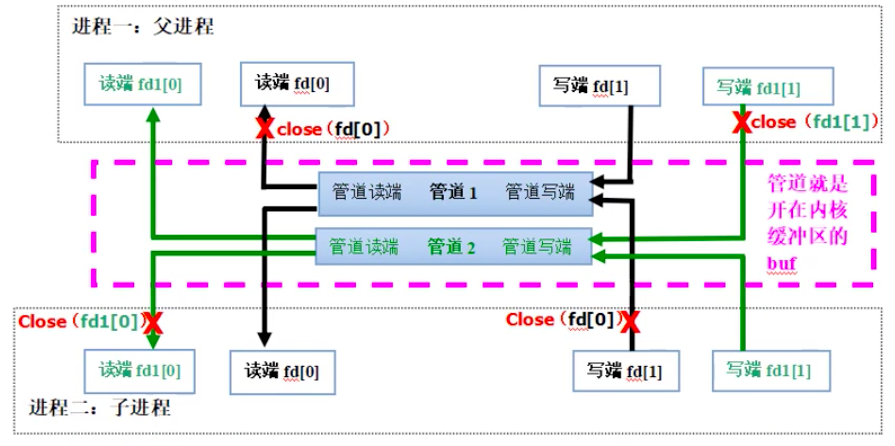 进程一：父进程
读端 fd1[0]
读端 fd[0]
写端 fd[1]
写端 fd1[1]
close（fd[0]）
close（fd1[1]）
管道读端 管道 1 管道写端
管道读端 管道 2 管道写端
管道就是
开在内核
缓冲区的
buf
Close（fd1[0]）
Close（fd[0]）
读端 fd1[0]
读端 fd[0]
写端 fd[1]
写端 fd1[1]
进程二：子进程